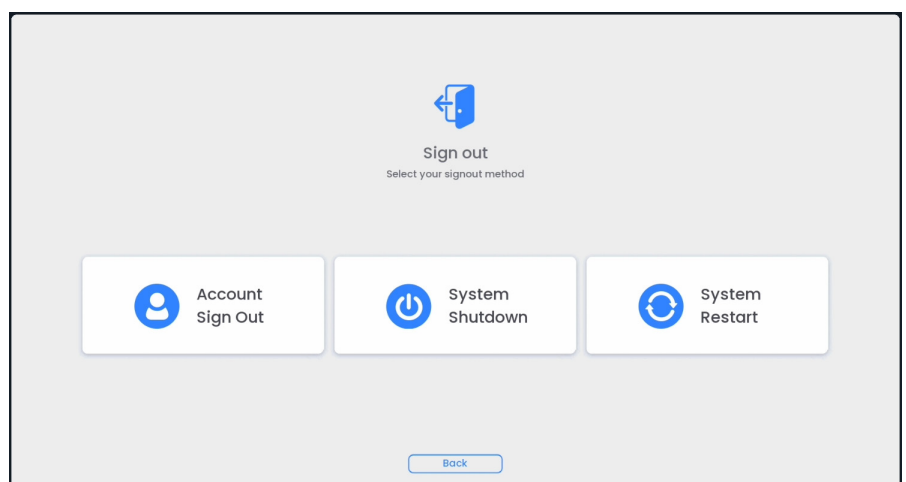 Sign out
Select your signout method
Account
Sign Out
System
Shutdown
System
Restart
Back